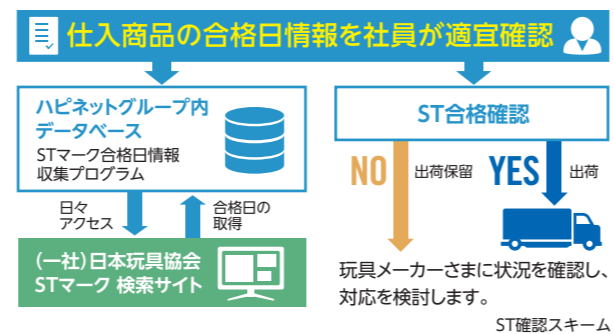 仕入商品の合格日情報を社員が適宜確認
ハピネットグループ内
データベース
STマーク合格日情報
収集プログラム
日々
アクセス
合格日の
取得
(一社)日本玩具協会
STマーク 検索サイト
ST合格確認
NO
出荷保留
YES
出荷
玩具メーカーさまに状況を確認し、
対応を検討します。
ST確認スキーム